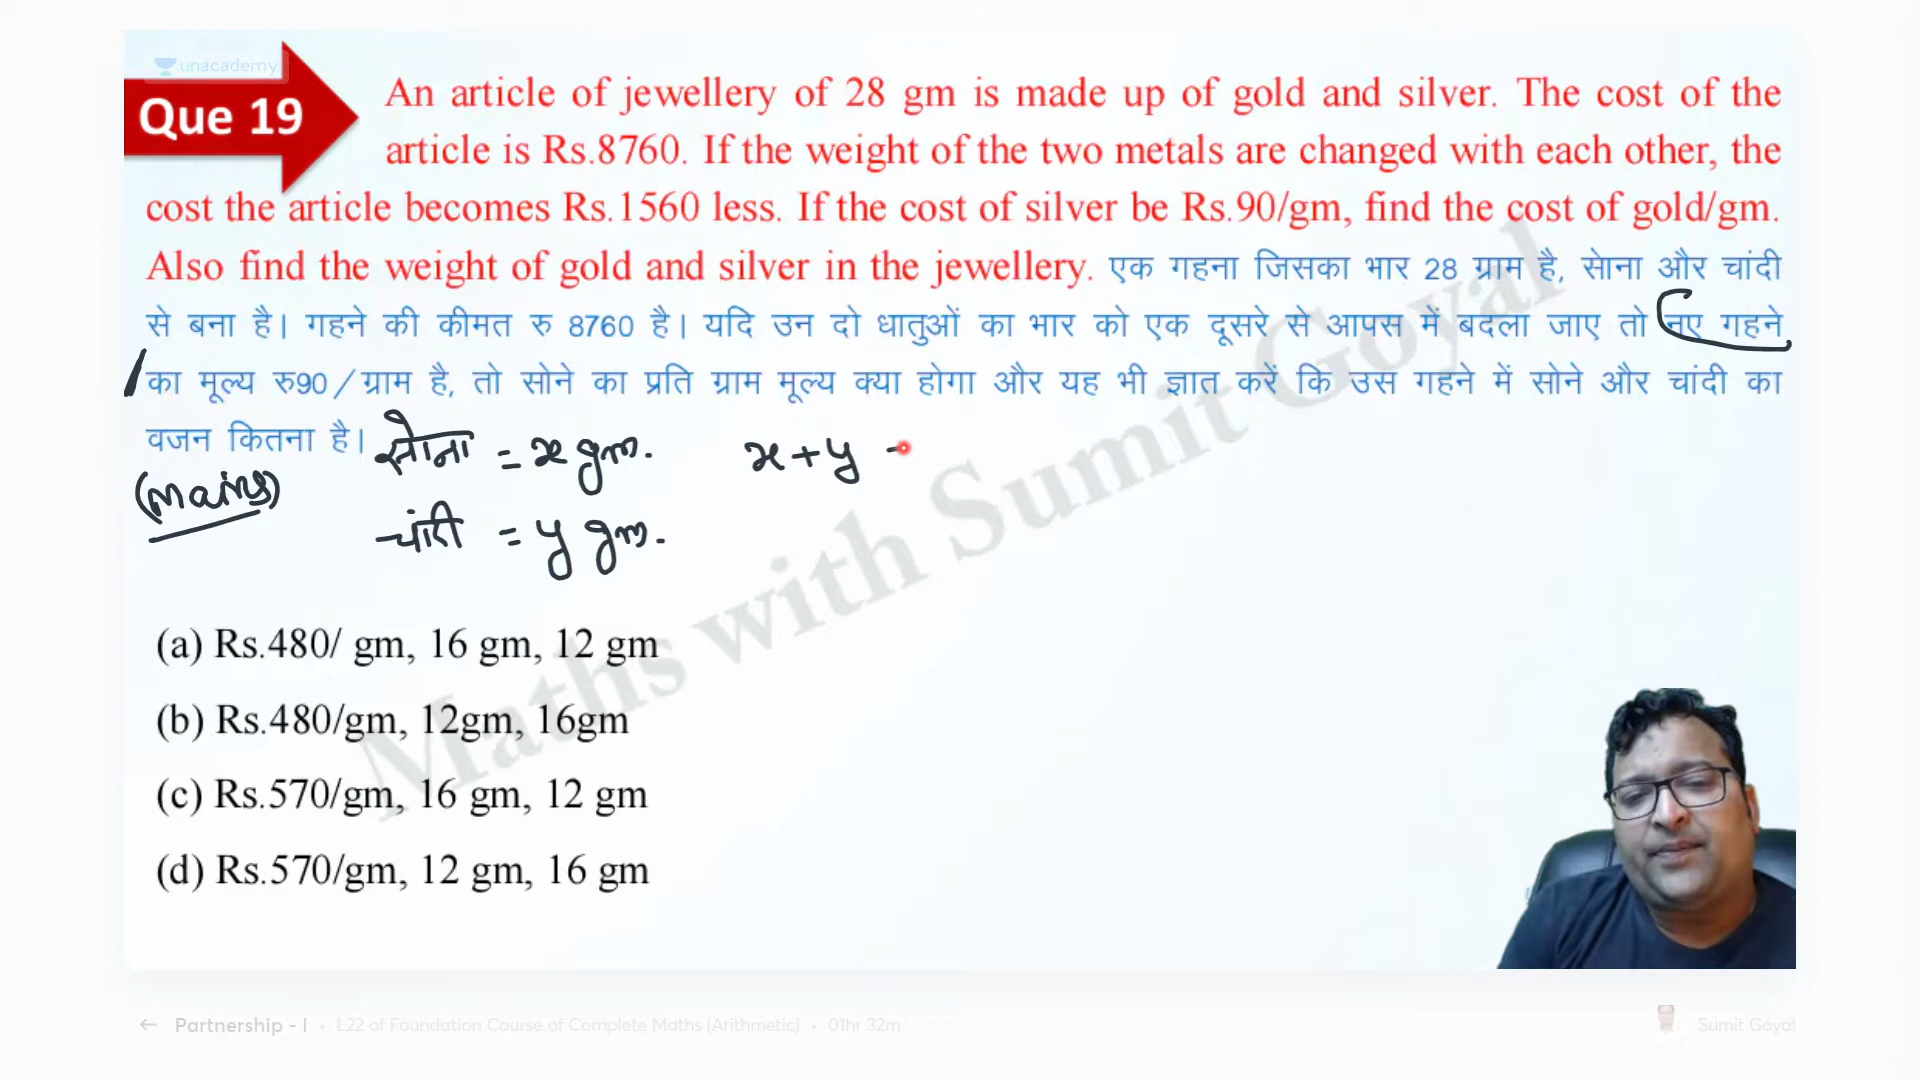 unacademy
Que 19
An article of jewellery of 28 gm is made up of gold and silver. The cost of the
article is Rs.8760. If the weight of the two metals are changed with each other, the
cost the article becomes Rs.1560 less. If the cost of silver be Rs.90/gm, find the cost of gold/gm.
Also find the weight of gold and silver in the jewellery. एक गहना जिसका भार 28 ग्राम है, सोना और चांदी
से बना है। गहने की कीमत रु 8760 है। यदि उन दो धातुओं का भार को एक दूसरे से आपस में बदला जाए तो नए गहने
का मूल्य रु90/ग्राम है, तो सोने का प्रति ग्राम मूल्य क्या होगा और यह भी ज्ञात करें कि उस गहने में सोने और चांदी का
वजन कितना है।
सोना = x gm. x + y -
(Mains)
चांदी = y gm.
(a) Rs.480/ gm, 16 gm, 12 gm
(b) Rs.480/gm, 12gm, 16gm
(c) Rs.570/gm, 16 gm, 12 gm
(d) Rs.570/gm, 12 gm, 16 gm
Maths with Sumit Goyal
← Partnership - I • L22 of Foundation Course of Complete Maths (Arithmetic) • 01hr 32m
Sumit Goyal